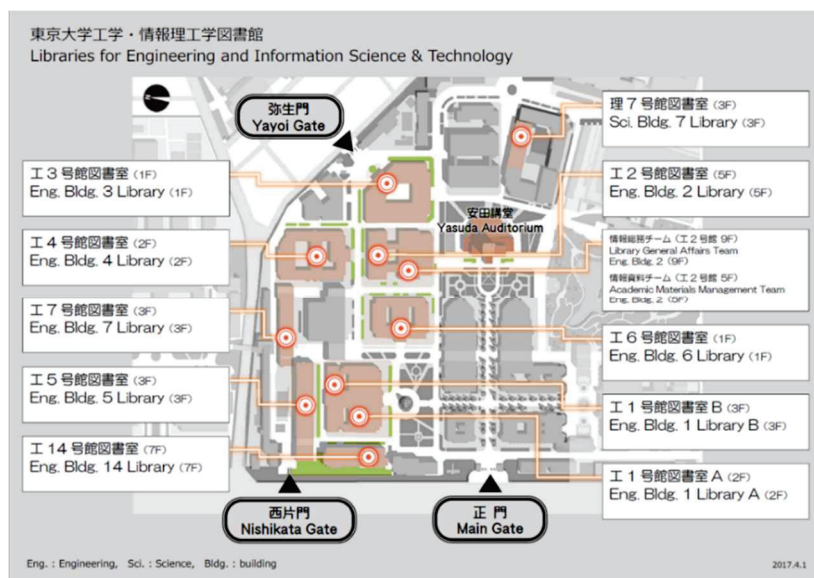 東京大学工学・情報理工学図書館
Libraries for Engineering and Information Science & Technology
弥生門
Yayoi Gate
理7号館図書室 (3F)
Sci. Bldg. 7 Library (3F)
工3号館図書室 (1F)
Eng. Bldg. 3 Library (1F)
工2号館図書室 (5F)
Eng. Bldg. 2 Library (5F)
安田講堂
Yasuda Auditorium
工4号館図書室 (2F)
Eng. Bldg. 4 Library (2F)
情報総務チーム (工2号館 9F)
Library General Affairs Team
Eng. Bldg. 2 (9F)
情報資料チーム (工2号館 5F)
Academic Materials Management Team
Eng. Bldg. 2
工7号館図書室 (3F)
Eng. Bldg. 7 Library (3F)
工6号館図書室 (1F)
Eng. Bldg. 6 Library (1F)
工5号館図書室 (3F)
Eng. Bldg. 5 Library (3F)
工1号館図書室 B (3F)
Eng. Bldg. 1 Library B (3F)
工14号館図書室 (7F)
Eng. Bldg. 14 Library (7F)
工1号館図書室 A (2F)
Eng. Bldg. 1 Library A (2F)
西片門
Nishikata Gate
正門
Main Gate
Eng. : Engineering, Sci. : Science, Bldg. : building
2017.4.1